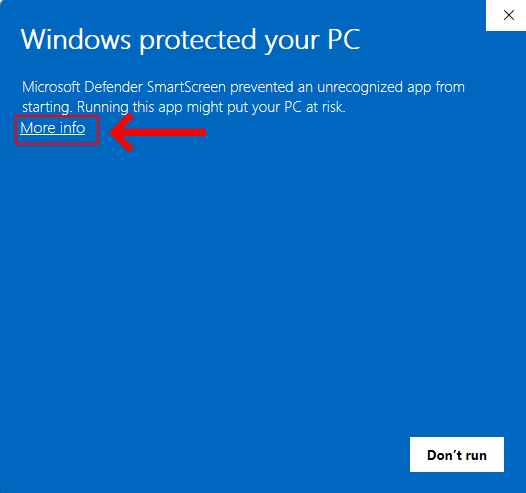 Windows protected your PC
Microsoft Defender SmartScreen prevented an unrecognized app from
starting. Running this app might put your PC at risk.
More info
Don't run